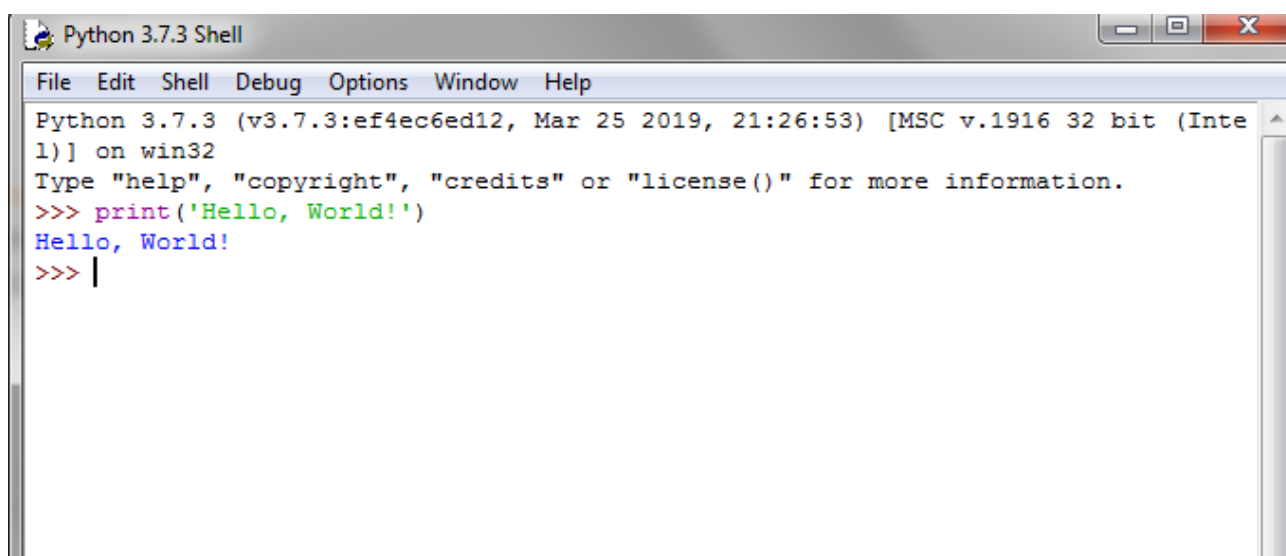 Python 3.7.3 Shell
File Edit Shell Debug Options Window Help
Python 3.7.3 (v3.7.3:ef4ec6ed12, Mar 25 2019, 21:26:53) [MSC v.1916 32 bit (Inte
l)] on win32
Type "help", "copyright", "credits" or "license()" for more information.
>>> print('Hello, World!')
Hello, World!
>>>